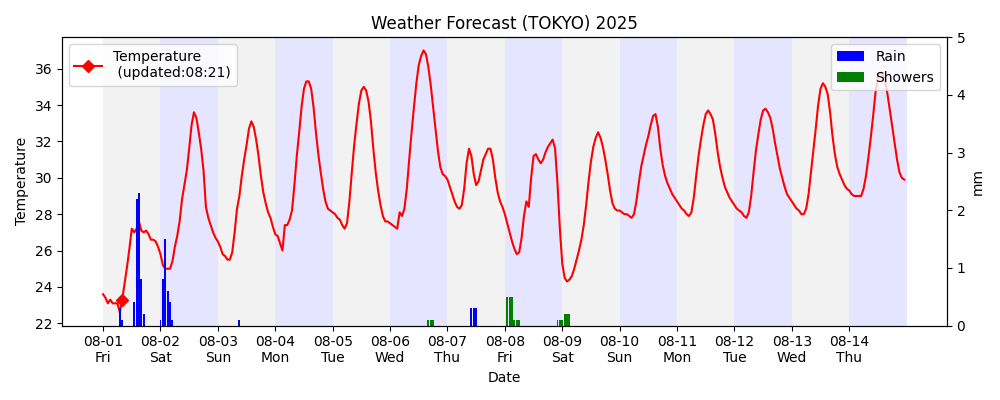 Weather Forecast (TOKYO) 2025
Temperature
(updated:08:21)
Rain
Showers
Temperature
36
34
32
30
28
26
24
22
5
4
3
2
1
0
mm
08-01 08-02 08-03 08-04 08-05 08-06 08-07 08-08 08-09 08-10 08-11 08-12 08-13 08-14
Fri Sat Sun Mon Tue Wed Thu Fri Sat Sun Mon Tue Wed Thu
Date